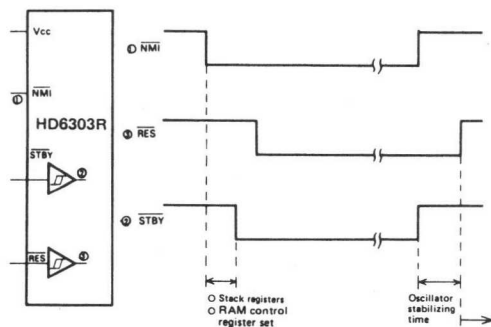 Vcc
① NMI
NMI
①
HD6303R
③ RES
STBY
②
② STBY
RES
③
○ Stack registers
○ RAM control
register set
Oscillator
stabilizing
time